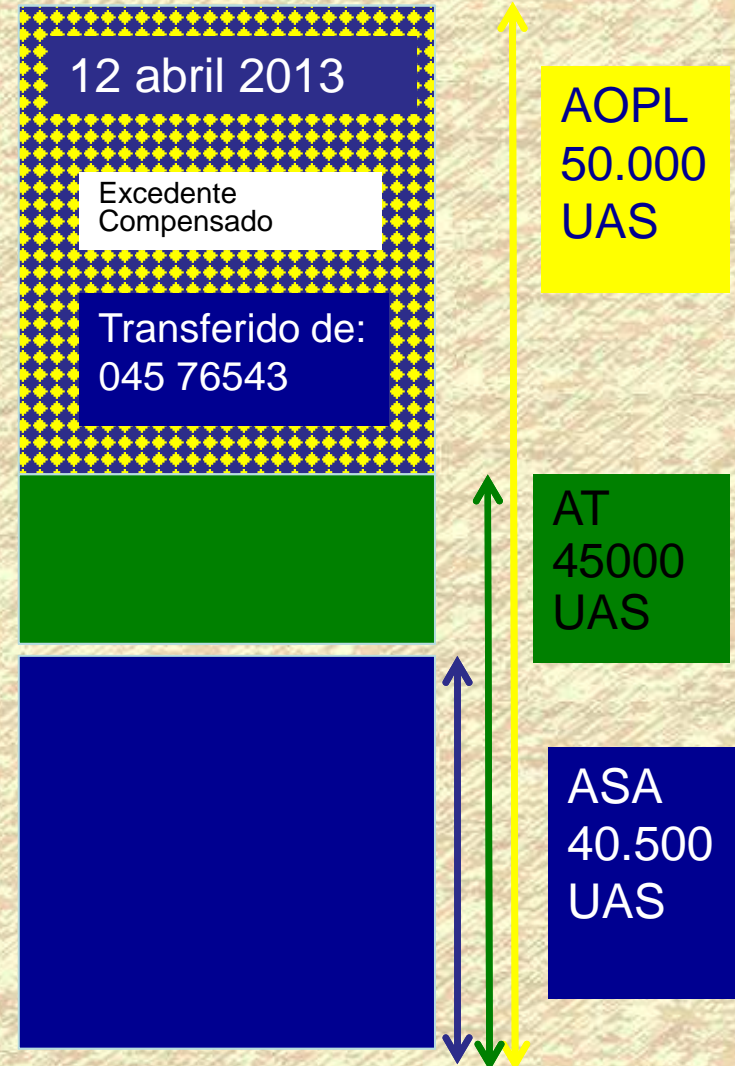 12 abril 2013
Excedente
Compensado
Transferido de:
045 76543
AOPL
50.000
UAS
AT
45000
UAS
ASA
40.500
UAS